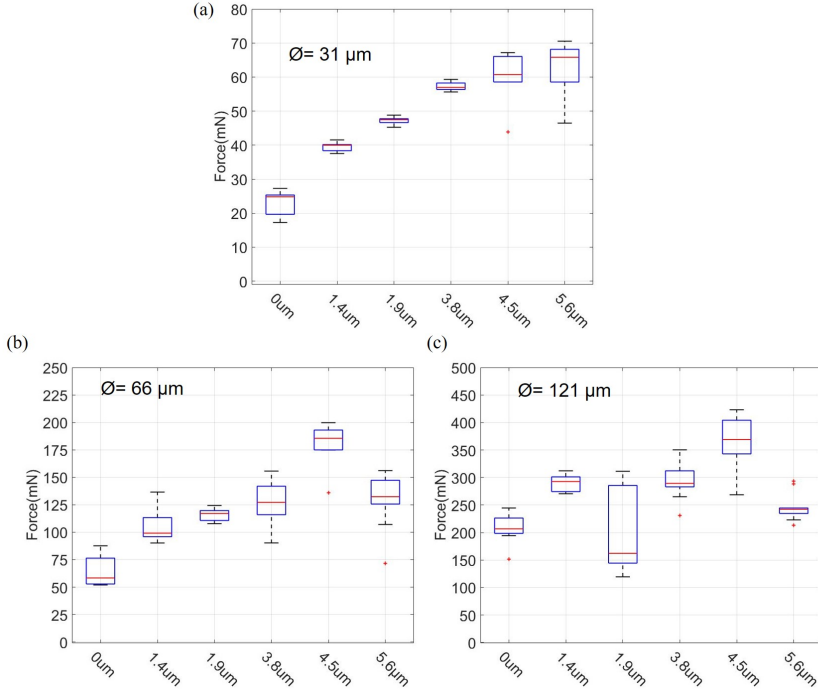 (a)
Ø= 31 µm
Force(mN)
80
70
60
50
40
30
20
10
0
0um
1.4um
1.9um
3.8um
4.5um
5.6µm
(b)
Ø= 66 µm
Force(mN)
250
225
200
175
150
125
100
75
50
25
0
0um
1.4um
1.9um
3.8um
4.5um
5.6µm
(c)
Ø= 121 µm
Force(mN)
500
450
400
350
300
250
200
150
100
50
0
0um
1.4um
1.9um
3.8um
4.5um
5.6µm